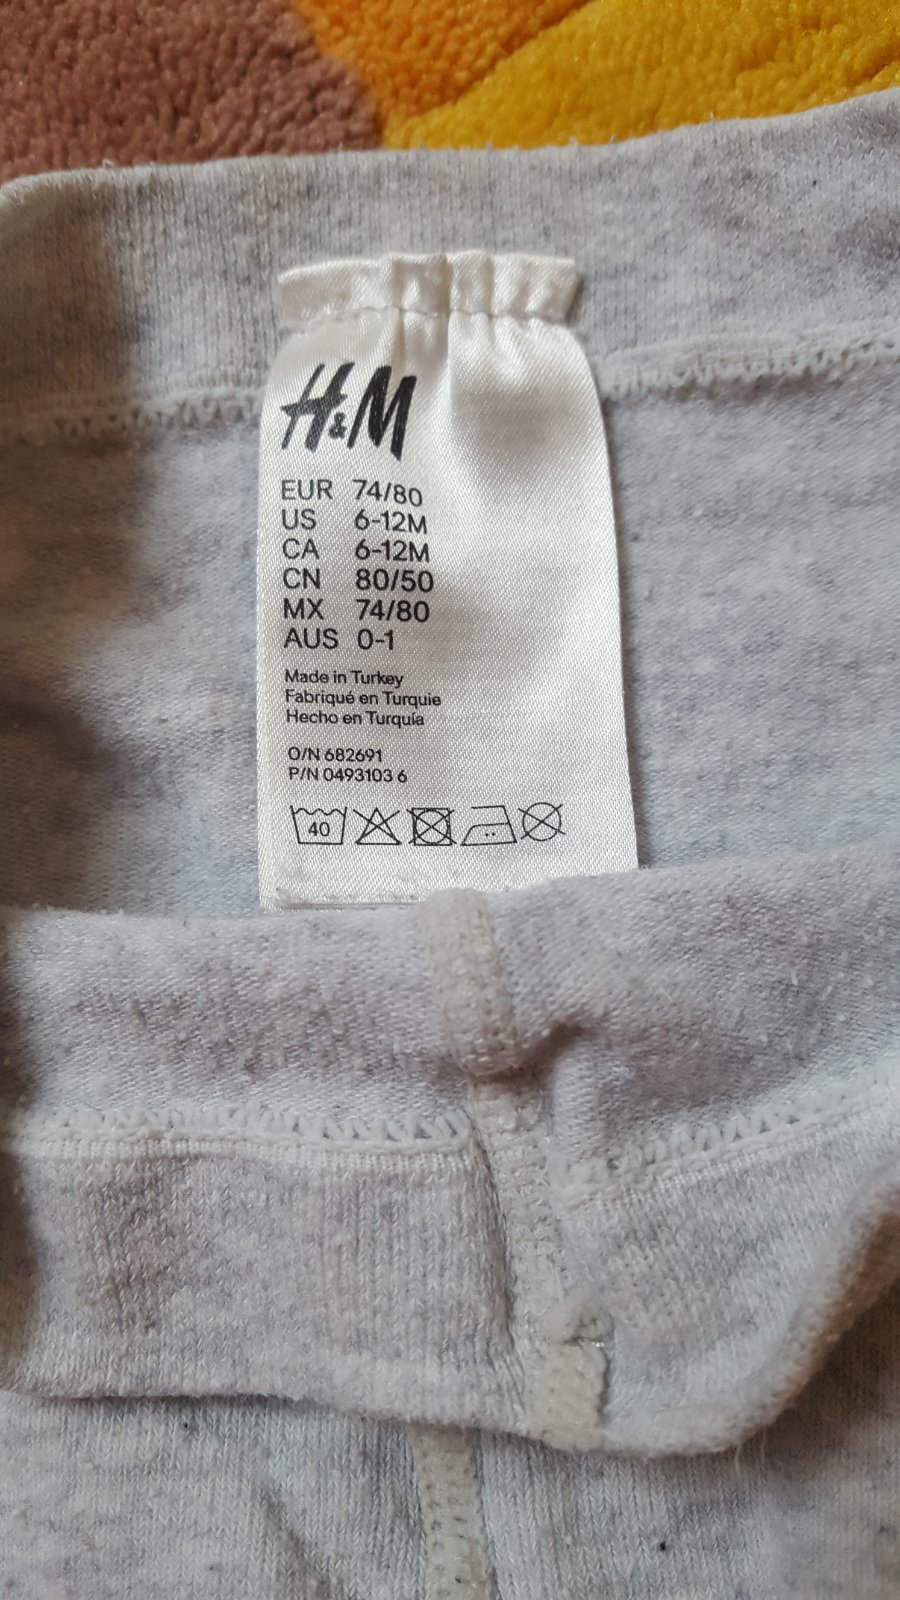 H&M
EUR 74/80
US 6-12M
CA 6-12M
CN 80/50
MX 74/80
AUS 0-1
Made in Turkey
Fabriqué en Turquie
Hecho en Turquía
O/N 682691
P/N 0493103 6
40